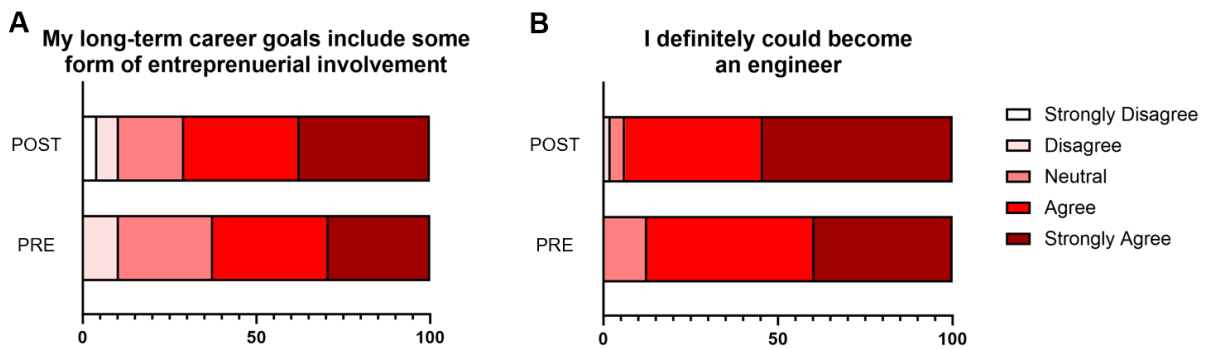 A
My long-term career goals include some
form of entreprenuerial involvement
POST
PRE
0
50
100
B
I definitely could become
an engineer
POST
PRE
0
50
100
Strongly Disagree
Disagree
Neutral
Agree
Strongly Agree